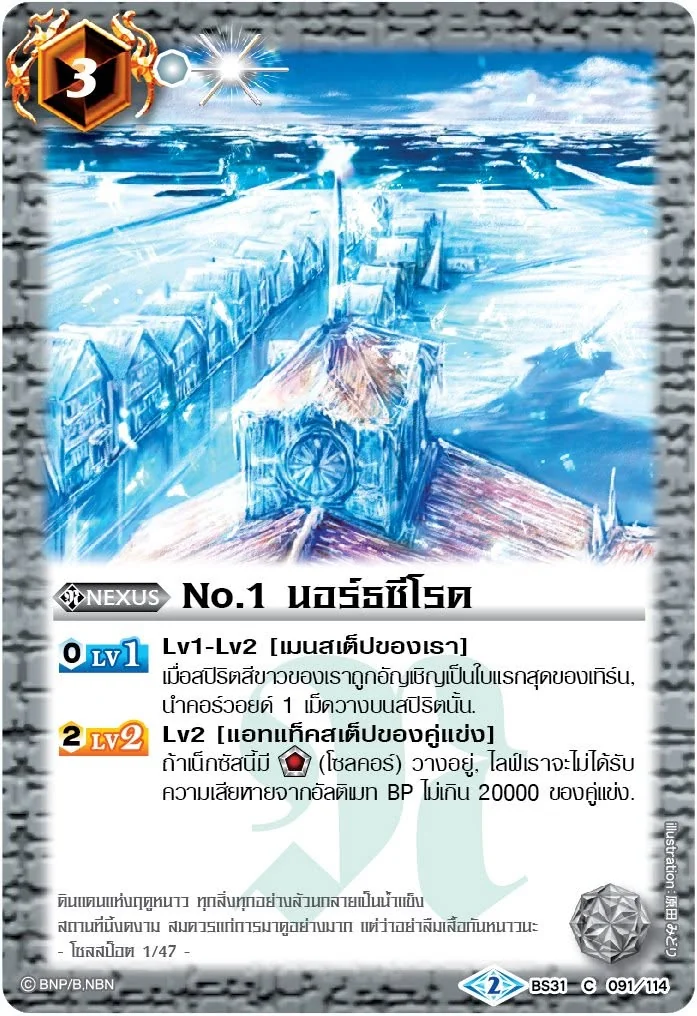 3
NEXUS No.1 นอร์ธซีโรด
0 LV1
Lv1-Lv2 [เมนสเต็ปของเรา]
เมื่อสปิริตสีขาวของเราถูกอัญเชิญเป็นใบแรกสุดของเทิร์น,
นำคอร์วอยด์ 1 เม็ดวางบนสปิริตนั้น.
2 LV2
Lv2 [แอทแท็คสเต็ปของคู่แข่ง]
ถ้าเน็กซัสนี้มี (โซลคอร์) วางอยู่, ไลฟ์เราจะไม่ได้รับ
ความเสียหายจากอัลติเมท BP ไม่เกิน 20000 ของคู่แข่ง.
ดินแดนแห่งฤดูหนาว ทุกสิ่งทุกอย่างล้วนกลายเป็นน้ำแข็ง
สถานที่นี้งดงาม สมควรแก่การมาดูอย่างมาก แต่ว่าอย่าลืมเสื้อกันหนาวนะ
- โซลสป็อต 1/47 -
illustration : 原田みどり
© BNP/B,NBN
2 BS31 C 091/114